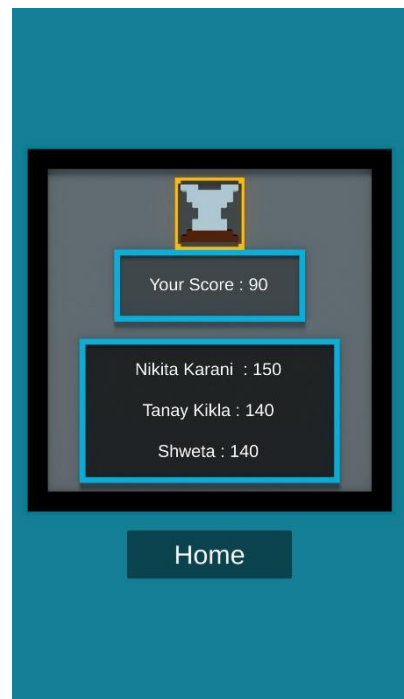 Your Score : 90
Nikita Karani : 150
Tanay Kikla : 140
Shweta : 140
Home